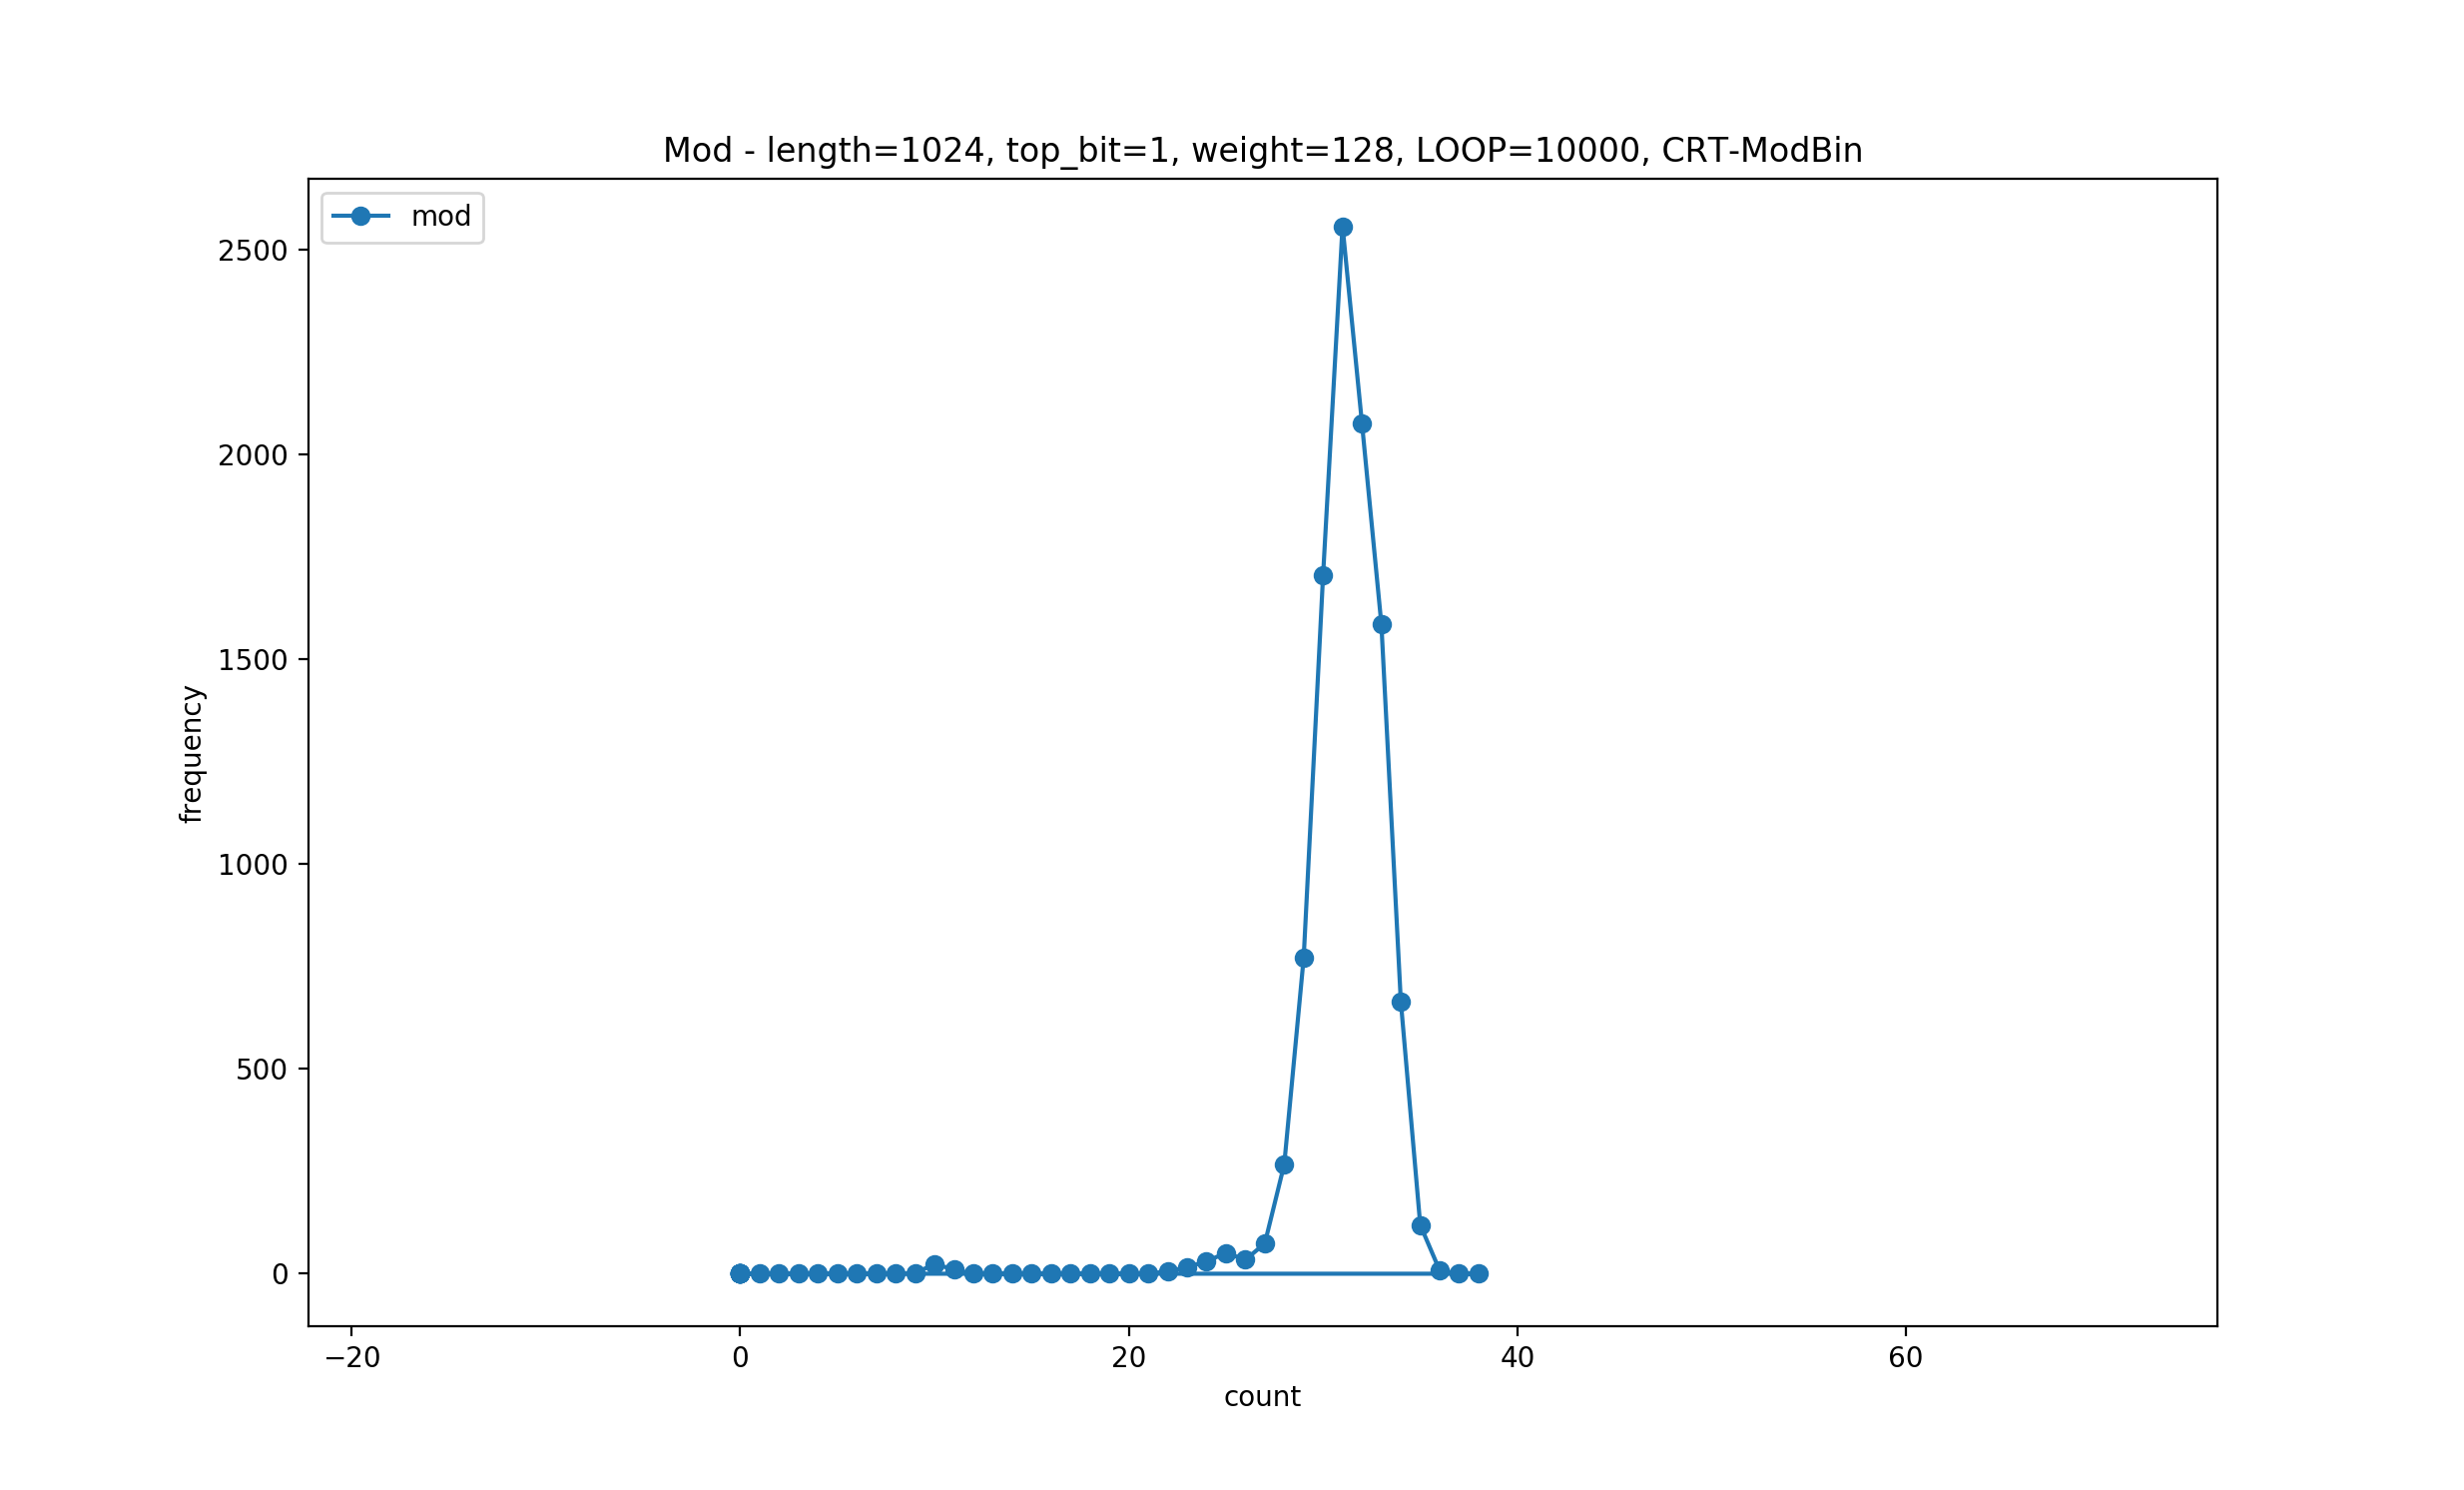 Mod - length=1024, top_bit=1, weight=128, LOOP=10000, CRT-ModBin
mod
2500
2000
1500
1000
500
0
frequency
−20 0 20 40 60
count